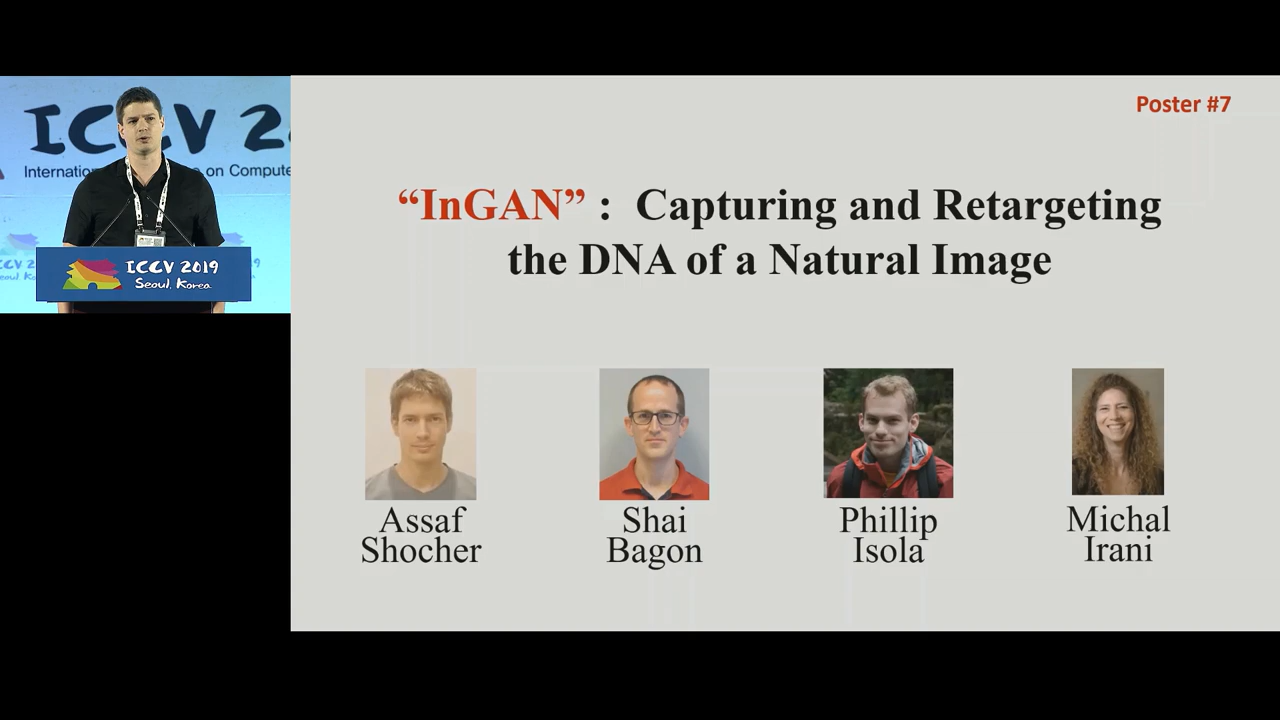 ICCV 2
Internation
e on Compute
ICCV 2019
Seoul, Korea
Poster #7
“InGAN” : Capturing and Retargeting
the DNA of a Natural Image
Assaf
Shocher
Shai
Bagon
Phillip
Isola
Michal
Irani